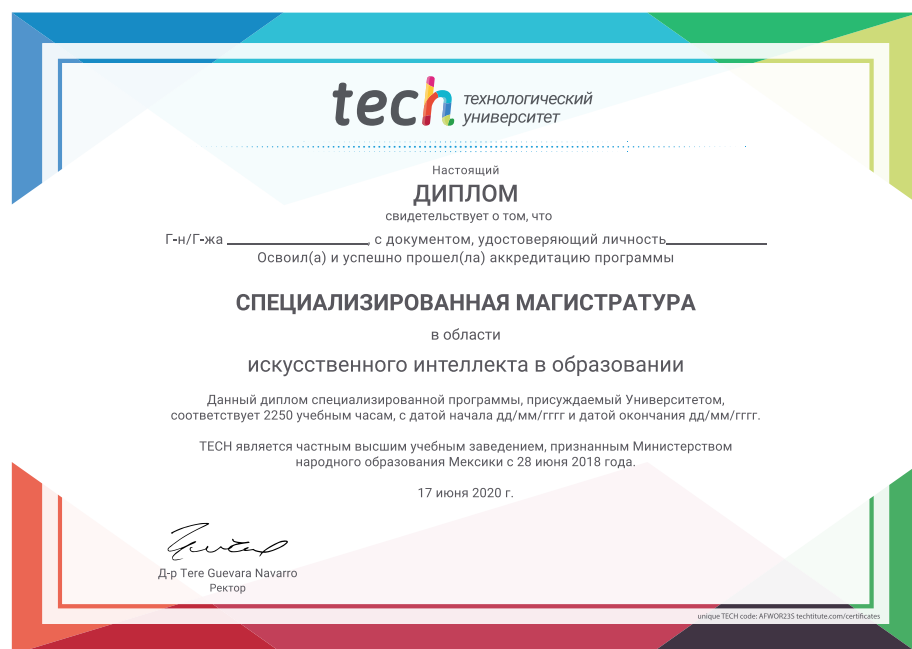 tech технологический
университет
Настоящий
ДИПЛОМ
свидетельствует о том, что
Г-н/Г-жа ____________, с документом, удостоверяющий личность____________
Освоил(а) и успешно прошел(ла) аккредитацию программы
СПЕЦИАЛИЗИРОВАННАЯ МАГИСТРАТУРА
в области
искусственного интеллекта в образовании
Данный диплом специализированной программы, присуждаемый Университетом,
соответствует 2250 учебным часам, с датой начала дд/мм/гггг и датой окончания дд/мм/гггг.
TECH является частным высшим учебным заведением, признанным Министерством
народного образования Мексики с 28 июня 2018 года.
17 июня 2020 г.
Д-р Tere Guevara Navarro
Ректор
unique TECH code: AFWOR23S techtitute.com/certificates